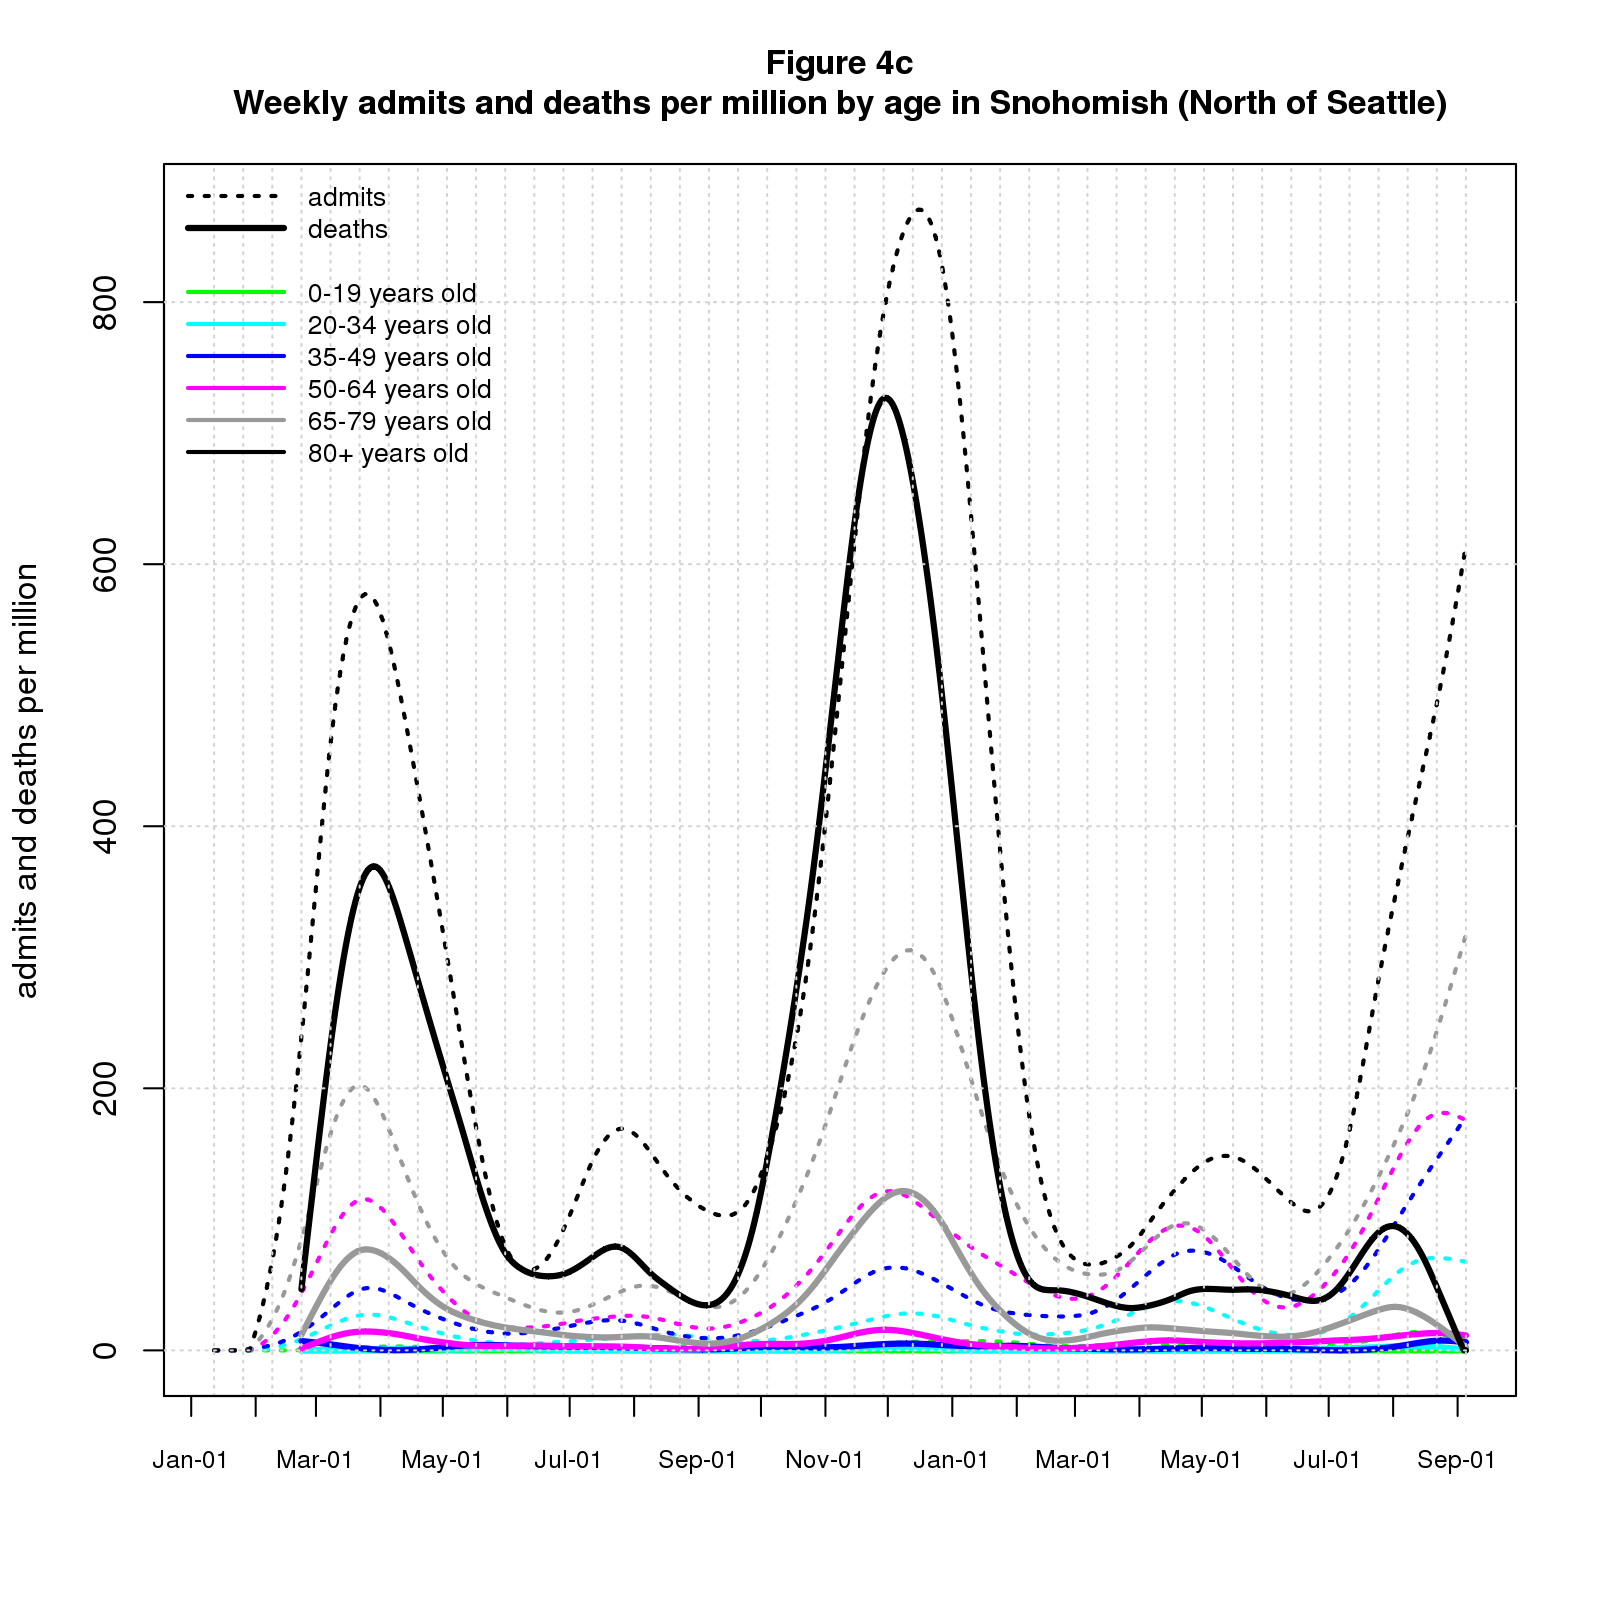 Figure 4c
Weekly admits and deaths per million by age in Snohomish (North of Seattle)
admits
deaths
0-19 years old
20-34 years old
35-49 years old
50-64 years old
65-79 years old
80+ years old
admits and deaths per million
800
600
400
200
0
Jan-01 Mar-01 May-01 Jul-01 Sep-01 Nov-01 Jan-01 Mar-01 May-01 Jul-01 Sep-01